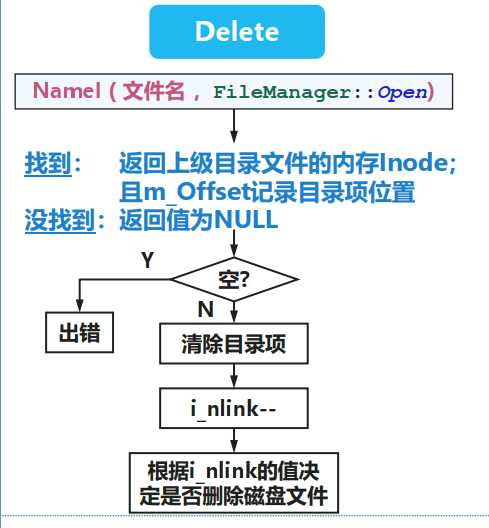 Delete
NameI（文件名，FileManager::Open)
找到： 返回上级目录文件的内存Inode；
且m_Offset记录目录项位置
没找到：返回值为NULL
Y
空?
N
出错
清除目录项
i_nlink--
根据i_nlink的值决
定是否删除磁盘文件